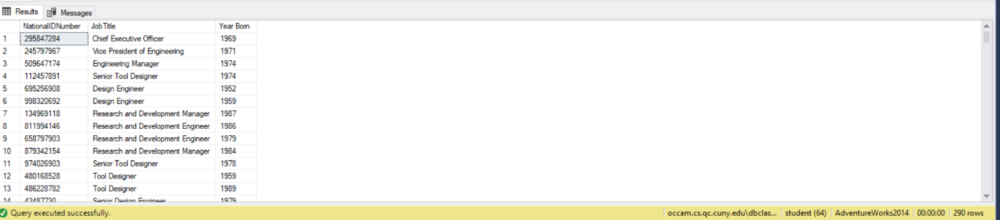 Results Messages
NationalIDNumber JobTitle Year Born
1 295847284 Chief Executive Officer 1969
2 245797967 Vice President of Engineering 1971
3 509647174 Engineering Manager 1974
4 112457891 Senior Tool Designer 1974
5 695256908 Design Engineer 1952
6 998320692 Design Engineer 1959
7 134969118 Research and Development Manager 1987
8 811994146 Research and Development Engineer 1986
9 658797903 Research and Development Engineer 1979
10 879342154 Research and Development Manager 1984
11 974026903 Senior Tool Designer 1978
12 480168528 Tool Designer 1959
13 486228782 Tool Designer 1989
14 42487730 Senior Design Engineer 1979
Query executed successfully. occam.cs.qc.cuny.edu\dbclas... student (64) AdventureWorks2014 00:00:00 290 rows